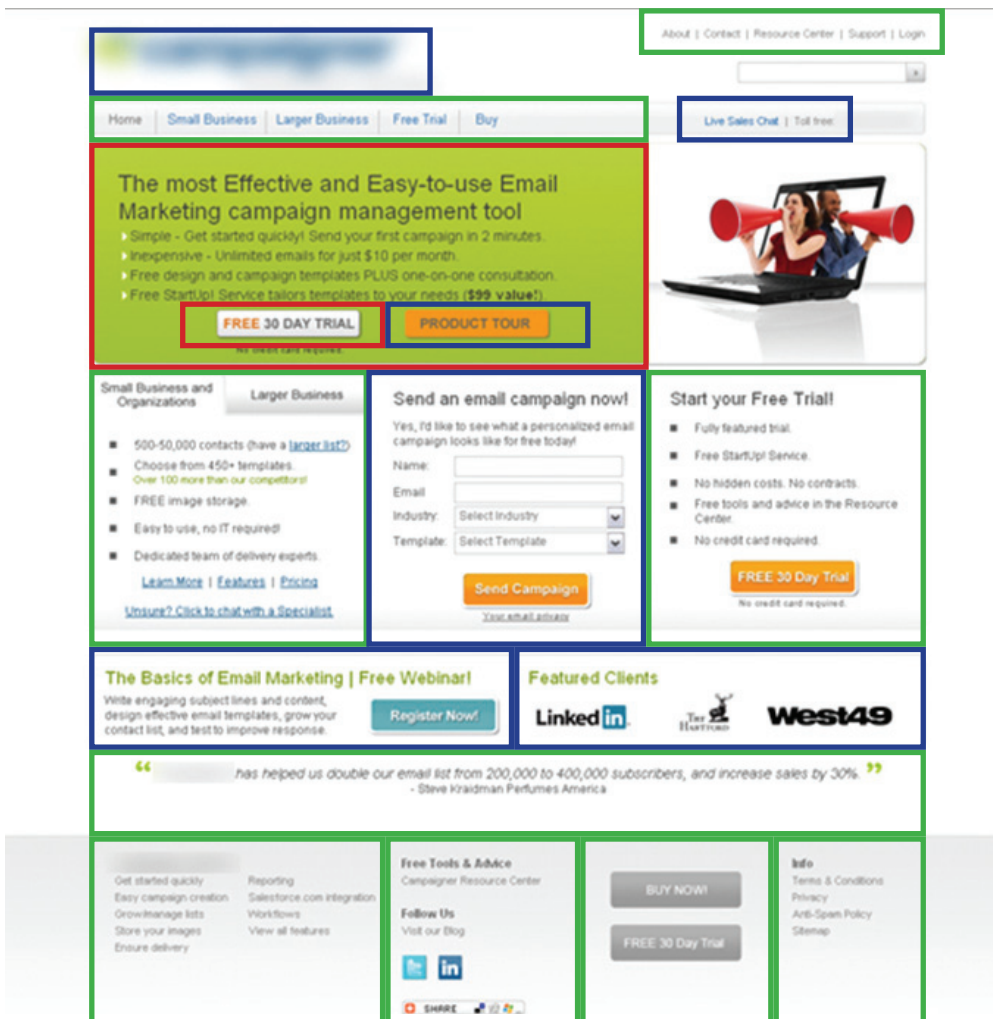 About | Contact | Resource Center | Support | Login
Home Small Business Larger Business Free Trial Buy
Live Sales Chat | Toll free:
The most Effective and Easy-to-use Email
Marketing campaign management tool
Simple - Get started quickly! Send your first campaign in 2 minutes.
Inexpensive - Unlimited emails for just $10 per month.
Free design and campaign templates PLUS one-on-one consultation.
Free StartUp! Service tailors templates to your needs ($99 value!).
FREE 30 DAY TRIAL PRODUCT TOUR
No credit card required.
Small Business and
Organizations
Larger Business
500-50,000 contacts (have a larger list?)
Choose from 450+ templates.
Over 100 more than our competitors!
FREE image storage.
Easy to use, no IT required!
Dedicated team of delivery experts.
Learn More | Features | Pricing
Unsure? Click to chat with a Specialist.
Send an email campaign now!
Yes, I'd like to see what a personalized email
campaign looks like for free today!
Name:
Email
Industry: Select Industry
Template: Select Template
Send Campaign
Your email privacy
Start your Free Trial!
Fully featured trial.
Free StartUp! Service.
No hidden costs. No contracts.
Free tools and advice in the Resource
Center.
No credit card required.
FREE 30 Day Trial
No credit card required.
The Basics of Email Marketing | Free Webinar!
Write engaging subject lines and content,
design effective email templates, grow your
contact list, and test to improve response.
Register Now!
Featured Clients
Linked in
The Hartford
West49
“ has helped us double our email list from 200,000 to 400,000 subscribers, and increase sales by 30%. ”
- Steve Kraidman Perfumes America
Get started quickly
Easy campaign creation
Grow/manage lists
Store your images
Ensure delivery
Reporting
Salesforce.com integration
Workflows
View all features
Free Tools & Advice
Campaigner Resource Center
Follow Us
Visit our Blog
in
SHARE
BUY NOW!
FREE 30 Day Trial
Info
Terms & Conditions
Privacy
Anti-Spam Policy
Sitemap